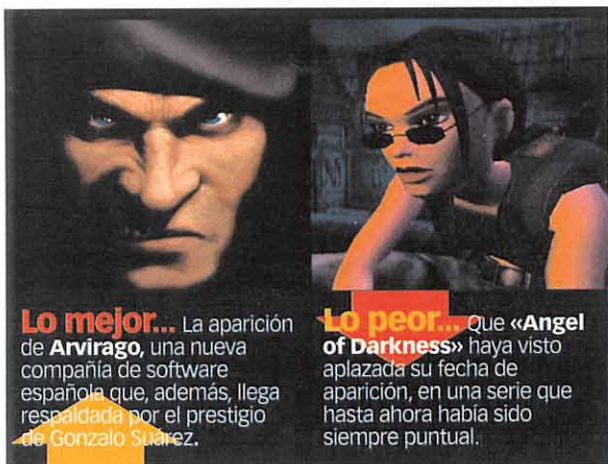 Lo mejor... La aparición
de Arvirago, una nueva
compañía de software
española que, además, llega
respaldada por el prestigio
de Gonzalo Suárez.
Lo peor... Que «Angel
of Darkness» haya visto
aplazada su fecha de
aparición, en una serie que
hasta ahora había sido
siempre puntual.